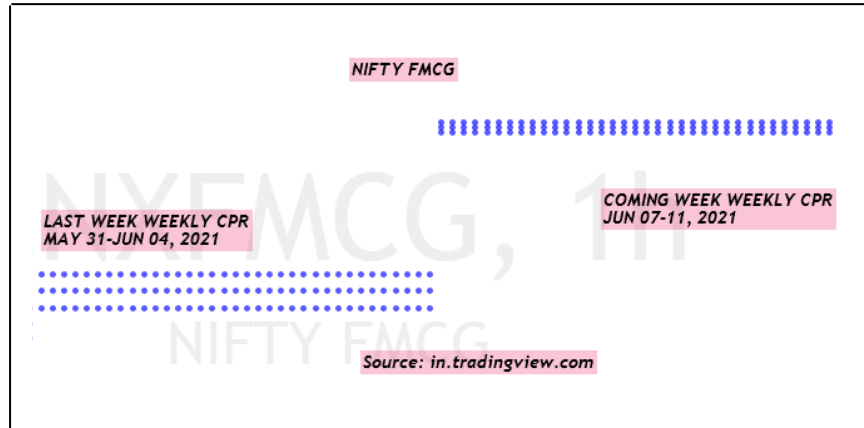 NIFTY FMCG
NXFMCG, 1h
COMING WEEK WEEKLY CPR
JUN 07-11, 2021
LAST WEEK WEEKLY CPR
MAY 31-JUN 04, 2021
NIFTY FMCG
Source: in.tradingview.com